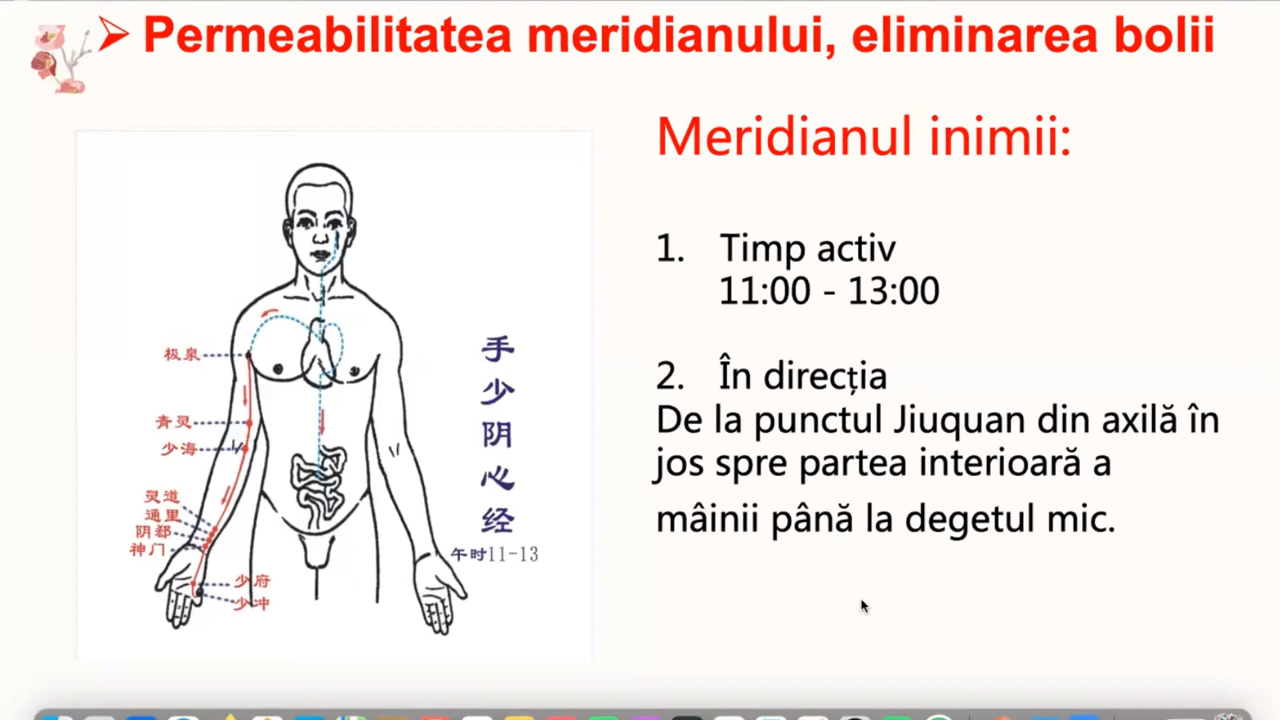 Permeabilitatea meridianului, eliminarea bolii
Meridianul inimii:
1. Timp activ
11:00 - 13:00
2. În direcția
De la punctul Jiuquan din axilă în
jos spre partea interioară a
mâinii până la degetul mic.
极泉
青灵
少海
灵道
通里
阴郄
神门
少府
少冲
手少阴心经
午时11-13